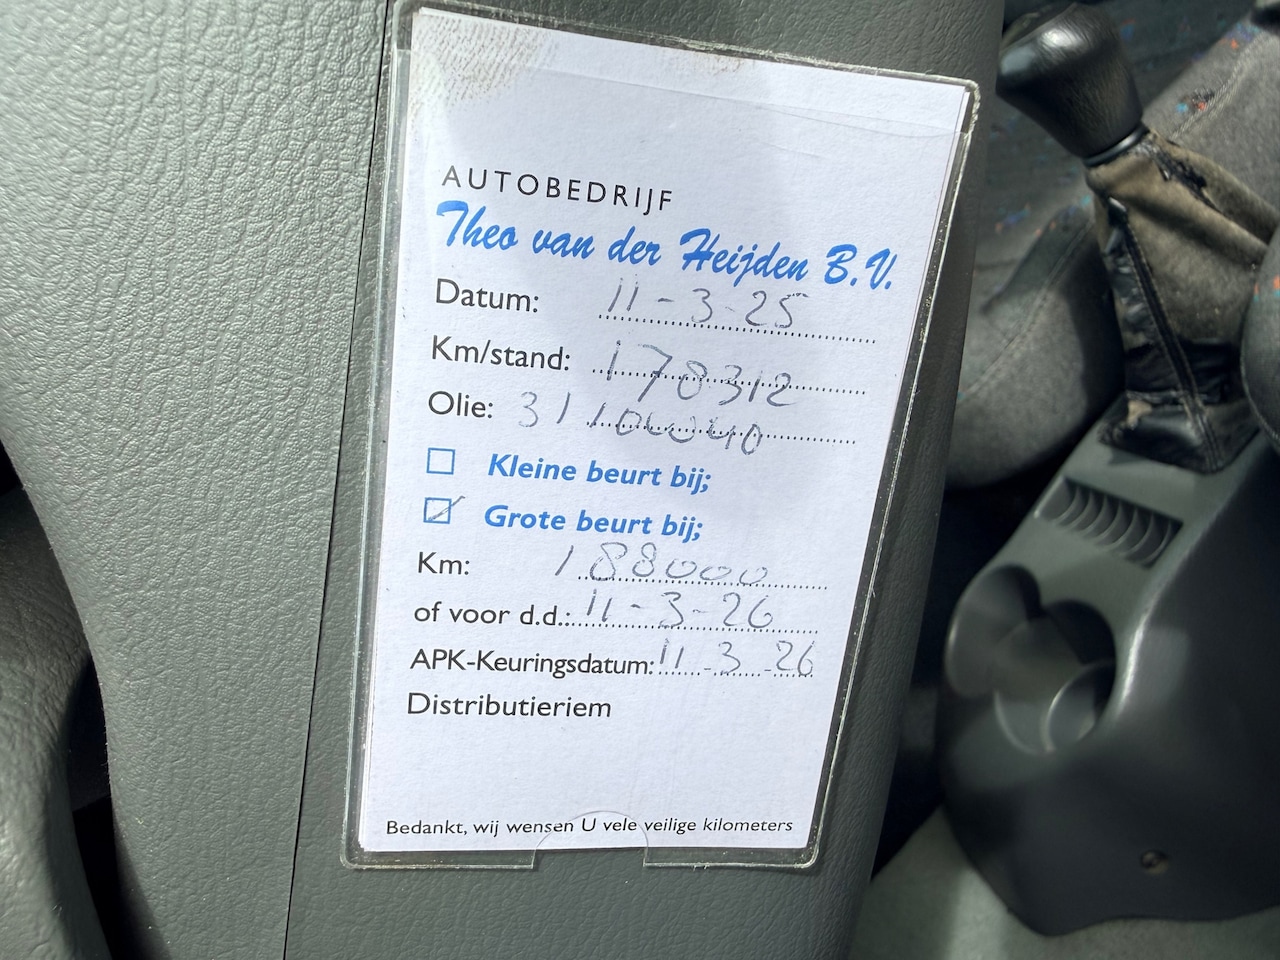 AUTOBEDRIJF
Theo van der Heijden B.V.
Datum: 11-3-25
Km/stand: 178312
Olie: 31
Kleine beurt bij;
Grote beurt bij;
Km: 188000
of voor d.d.: 11-3-26
APK-Keuringsdatum: 11-3-26
Distributieriem
Bedankt, wij wensen U vele veilige kilometers